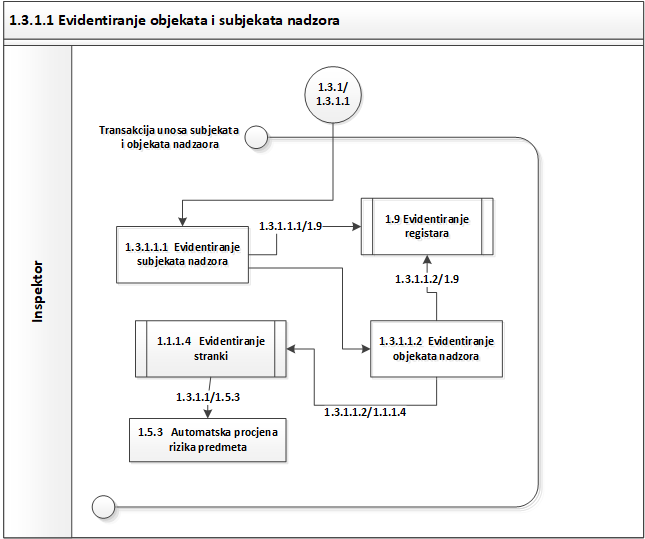 1.3.1.1 Evidentiranje objekata i subjekata nadzora
1.3.1/
1.3.1.1
Transakcija unosa subjekata
i objekata nadzaora
Inspektor
1.3.1.1.1/1.9
1.9 Evidentiranje
registara
1.3.1.1.1 Evidentiranje
subjekata nadzora
1.3.1.1.2/1.9
1.1.1.4 Evidentiranje
stranki
1.3.1.1.2 Evidentiranje
objekata nadzora
1.3.1.1/1.5.3
1.3.1.1.2/1.1.1.4
1.5.3 Automatska procjena
rizika predmeta